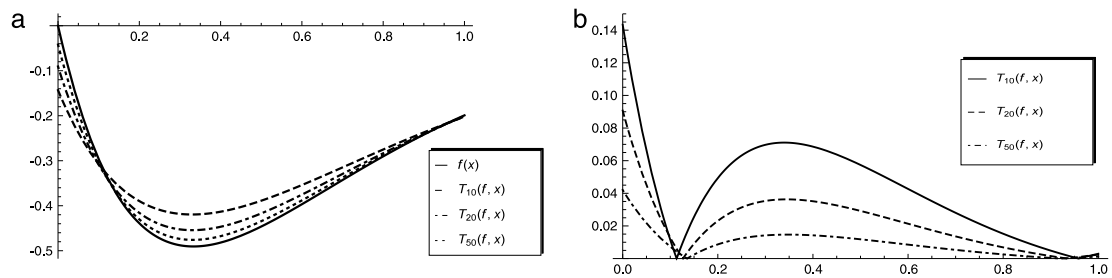 a
0.2 0.4 0.6 0.8 1.0
-0.1
-0.2
-0.3
-0.4
-0.5
f(x)
T10(f, x)
T20(f, x)
T50(f, x)
b
0.14
0.12
0.10
0.08
0.06
0.04
0.02
0.0 0.2 0.4 0.6 0.8 1.0
T10(f, x)
T20(f, x)
T50(f, x)